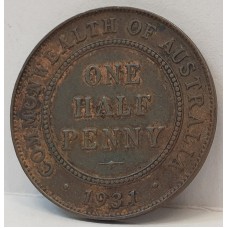 COMMONWEALTH OF AUSTRALIA
ONE
HALF
PENNY
1931